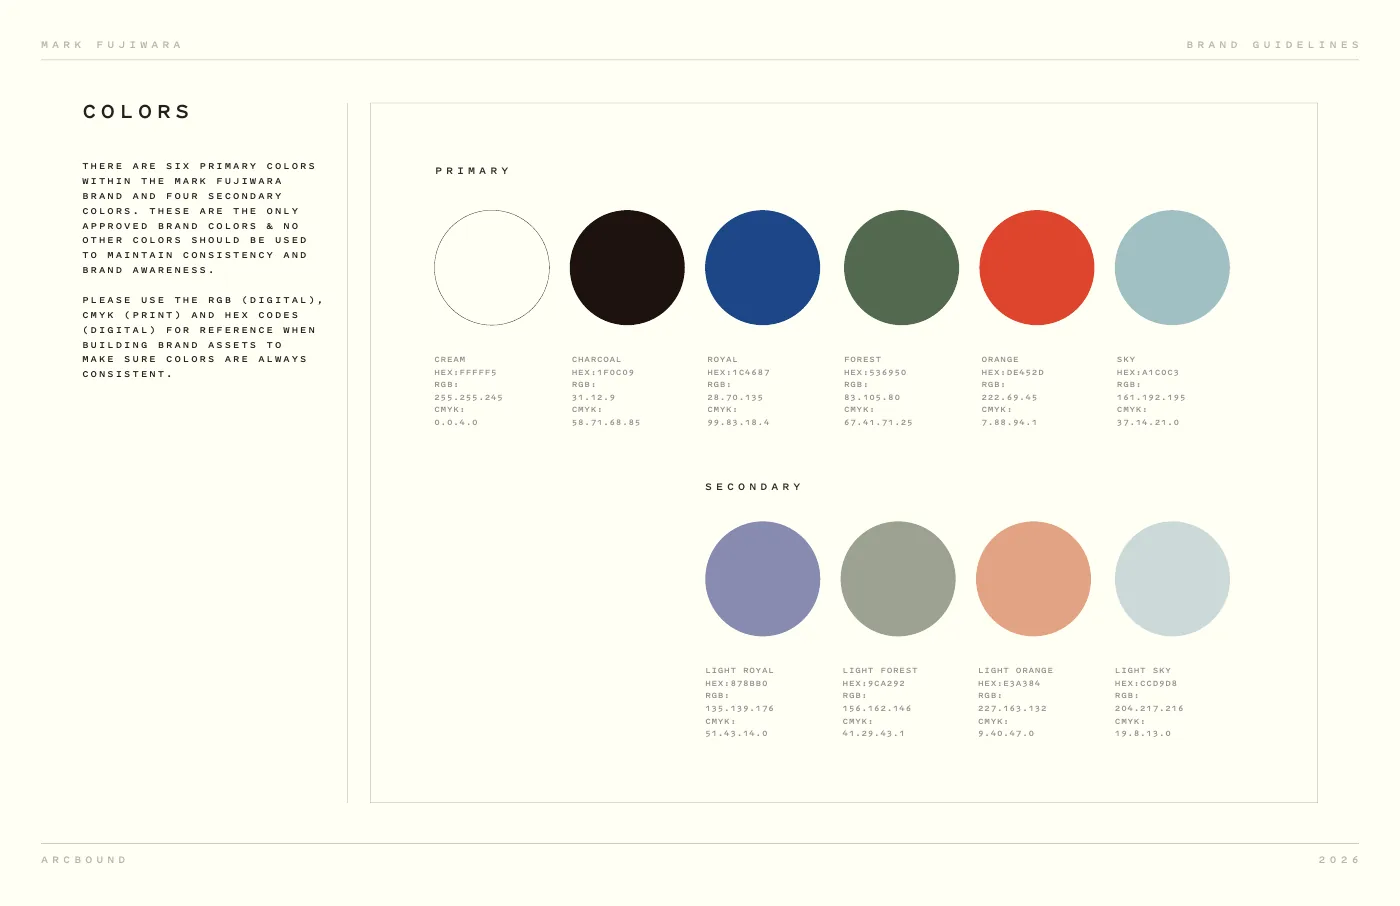 MARK FUJIWARA
BRAND GUIDELINES
COLORS
THERE ARE SIX PRIMARY COLORS
WITHIN THE MARK FUJIWARA
BRAND AND FOUR SECONDARY
COLORS. THESE ARE THE ONLY
APPROVED BRAND COLORS & NO
OTHER COLORS SHOULD BE USED
TO MAINTAIN CONSISTENCY AND
BRAND AWARENESS.
PLEASE USE THE RGB (DIGITAL),
CMYK (PRINT) AND HEX CODES
(DIGITAL) FOR REFERENCE WHEN
BUILDING BRAND ASSETS TO
MAKE SURE COLORS ARE ALWAYS
CONSISTENT.
PRIMARY
CREAM
HEX:FFFFF5
RGB:
255.255.245
CMYK:
0.0.4.0
CHARCOAL
HEX:1F0C09
RGB:
31.12.9
CMYK:
58.71.68.85
ROYAL
HEX:1C4687
RGB:
28.70.135
CMYK:
99.83.18.4
FOREST
HEX:536950
RGB:
83.105.80
CMYK:
67.41.71.25
ORANGE
HEX:DE452D
RGB:
222.69.45
CMYK:
7.88.94.1
SKY
HEX:A1C0C3
RGB:
161.192.195
CMYK:
37.14.21.0
SECONDARY
LIGHT ROYAL
HEX:878BB0
RGB:
135.139.176
CMYK:
51.43.14.0
LIGHT FOREST
HEX:9CA292
RGB:
156.162.146
CMYK:
41.29.43.1
LIGHT ORANGE
HEX:E3A384
RGB:
227.163.132
CMYK:
9.40.47.0
LIGHT SKY
HEX:CCD9D8
RGB:
204.217.216
CMYK:
19.8.13.0
ARCBOUND
2026